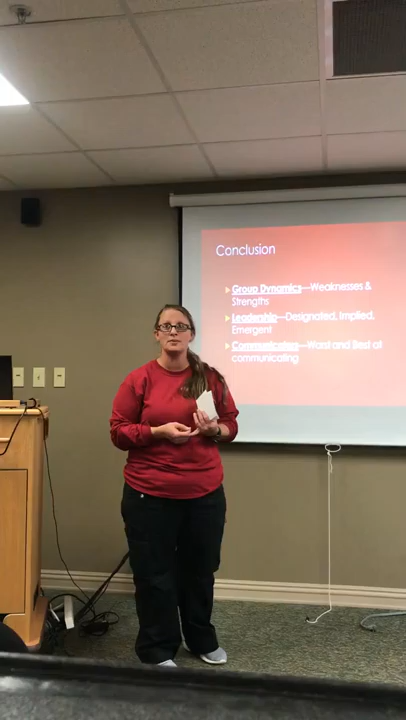 Conclusion
Group Dynamics—Weaknesses &
Strengths
Leadership—Designated, Implied,
Emergent
Communication—Worst and Best at
communicating